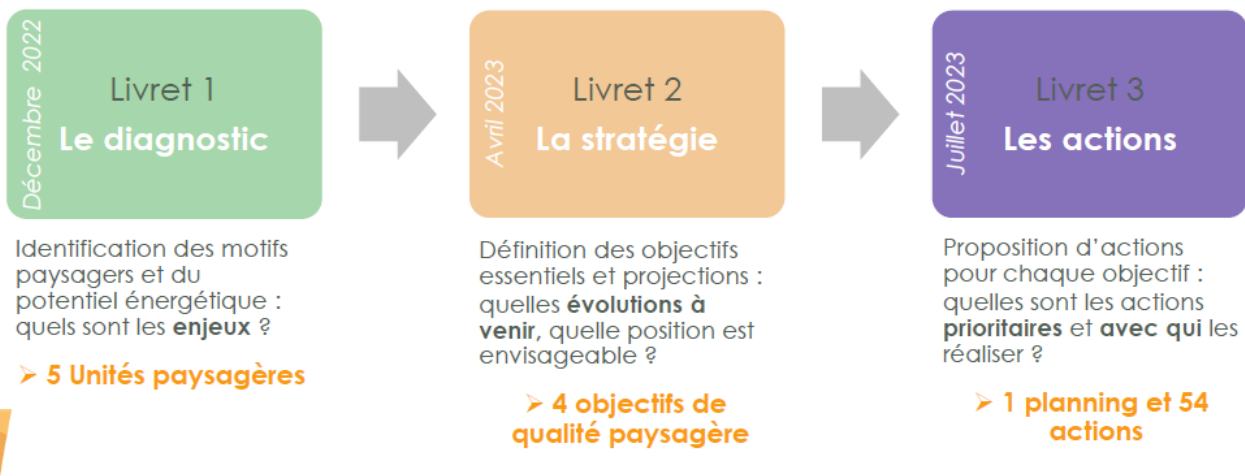 Décembre 2022
Livret 1
Le diagnostic
Identification des motifs
paysagers et du
potentiel énergétique :
quels sont les enjeux ?
➢ 5 Unités paysagères
Avril 2023
Livret 2
La stratégie
Définition des objectifs
essentiels et projections :
quelles évolutions à
venir, quelle position est
envisageable ?
➢ 4 objectifs de
qualité paysagère
Juillet 2023
Livret 3
Les actions
Proposition d'actions
pour chaque objectif :
quelles sont les actions
prioritaires et avec qui les
réaliser ?
➢ 1 planning et 54
actions